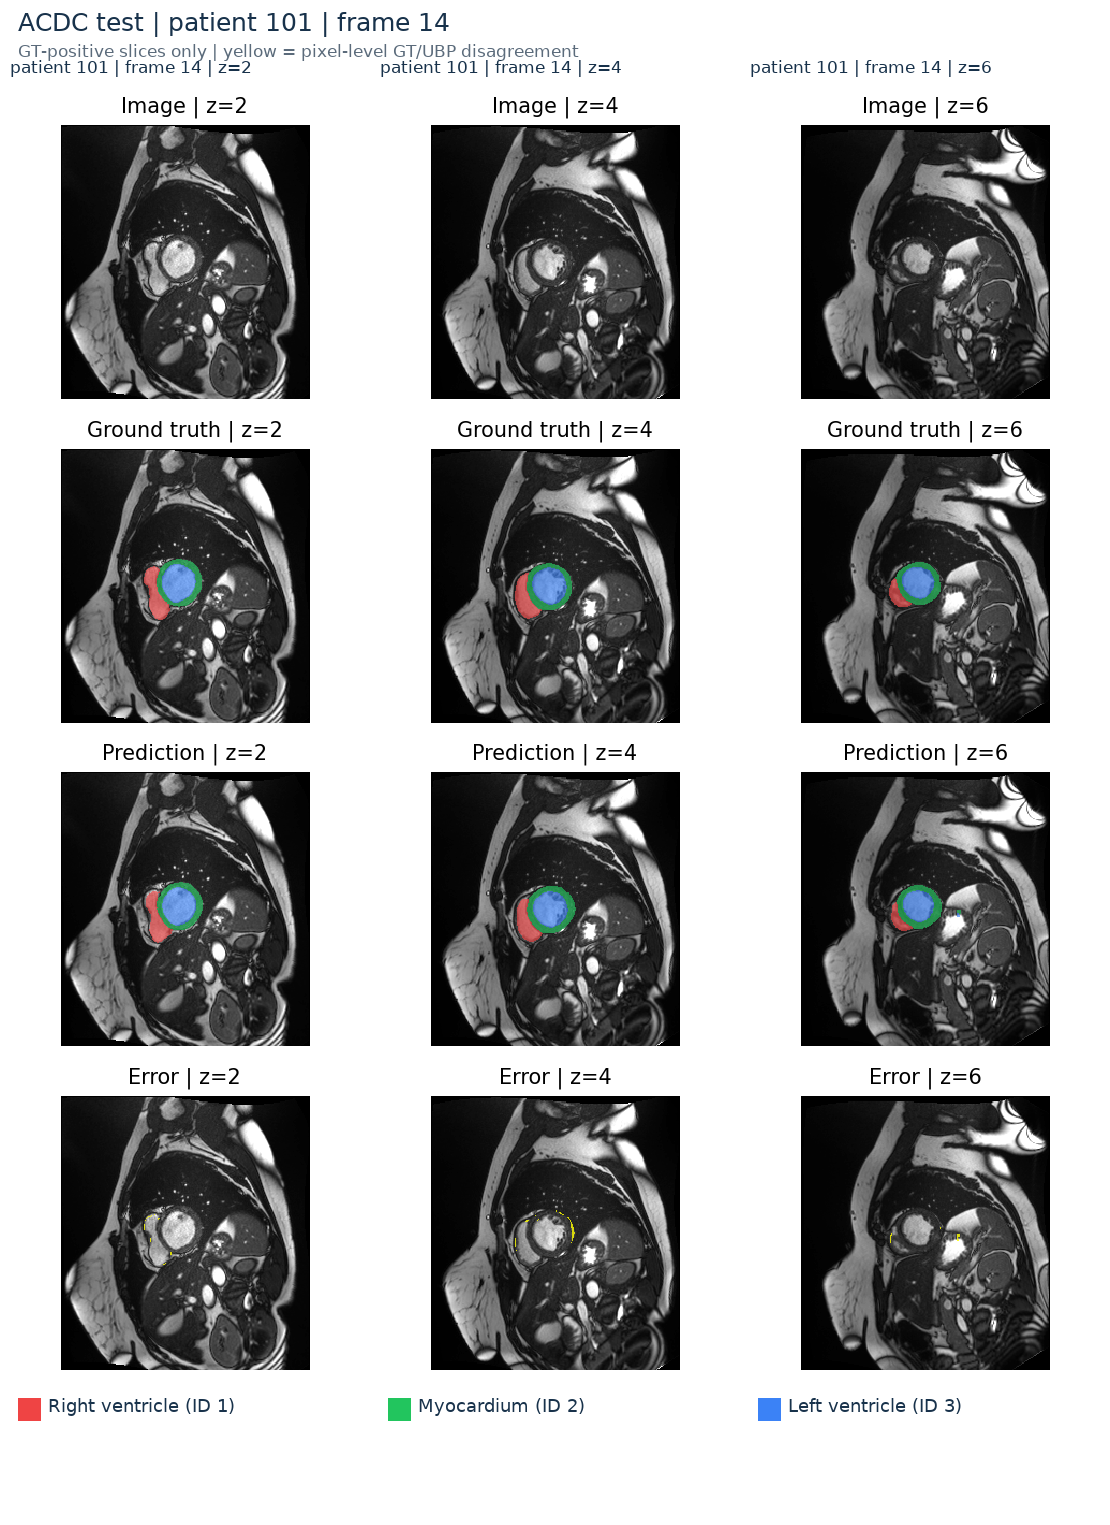 ACDC test | patient 101 | frame 14
GT-positive slices only | yellow = pixel-level GT/UBP disagreement
patient 101 | frame 14 | z=2
patient 101 | frame 14 | z=4
patient 101 | frame 14 | z=6
Image | z=2
Image | z=4
Image | z=6
Ground truth | z=2
Ground truth | z=4
Ground truth | z=6
Prediction | z=2
Prediction | z=4
Prediction | z=6
Error | z=2
Error | z=4
Error | z=6
Right ventricle (ID 1)
Myocardium (ID 2)
Left ventricle (ID 3)